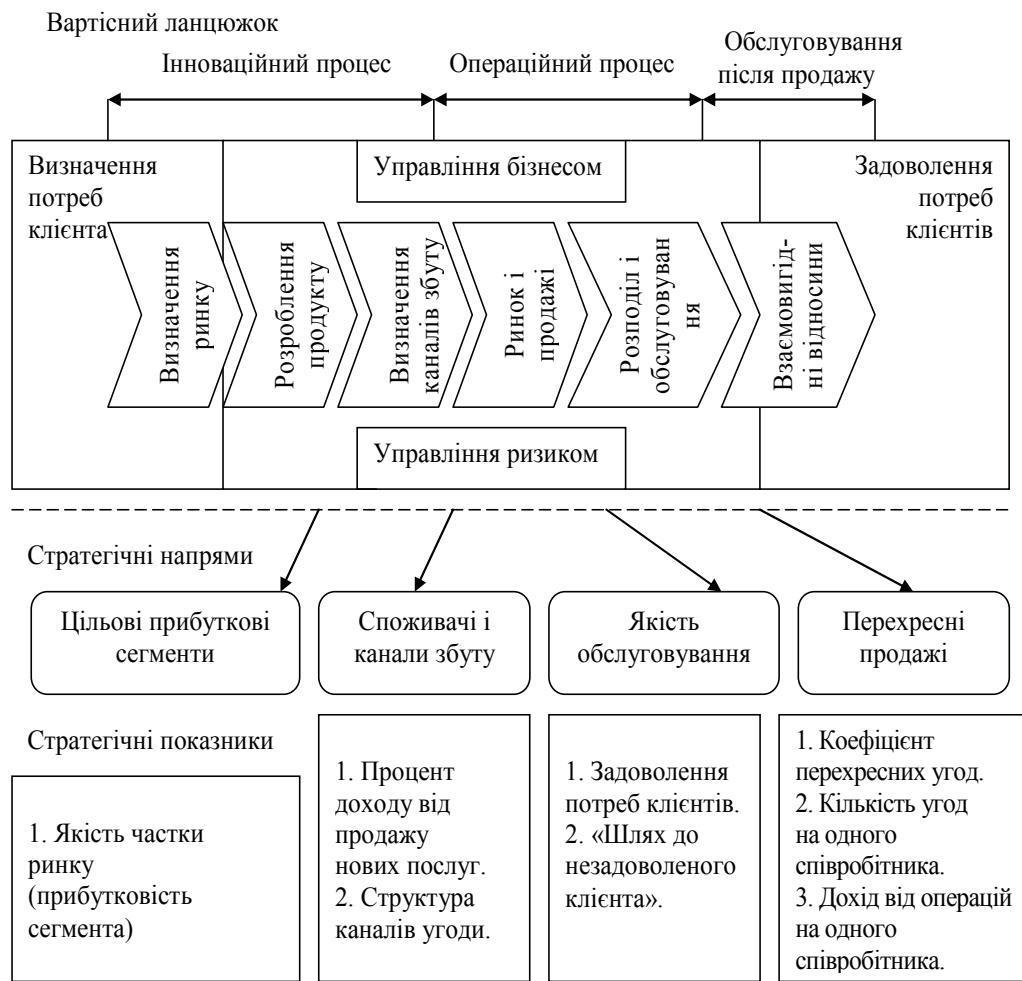 Вартісний ланцюжок
Інноваційний процес
Операційний процес
Обслуговування
після продажу
Визначення
потреб
клієнта
Управління бізнесом
Задоволення
потреб
клієнтів
Визначення
ринку
Розроблення
продукту
Визначення
каналів збуту
Ринок і
продажі
Розподіл і
обслуговуван
ня
Взаємовигід-
ні відносини
Управління ризиком
Стратегічні напрями
Цільові прибуткові
сегменти
Споживачі і
канали збуту
Якість
обслуговування
Перехресні
продажі
Стратегічні показники
1. Якість частки
ринку
(прибутковість
сегмента)
1. Процент
доходу від
продажу
нових послуг.
2. Структура
каналів угоди.
1. Задоволення
потреб клієнтів.
2. «Шлях до
незадоволеного
клієнта».
1. Коефіцієнт
перехресних угод.
2. Кількість угод
на одного
співробітника.
3. Дохід від операцій
на одного
співробітника.